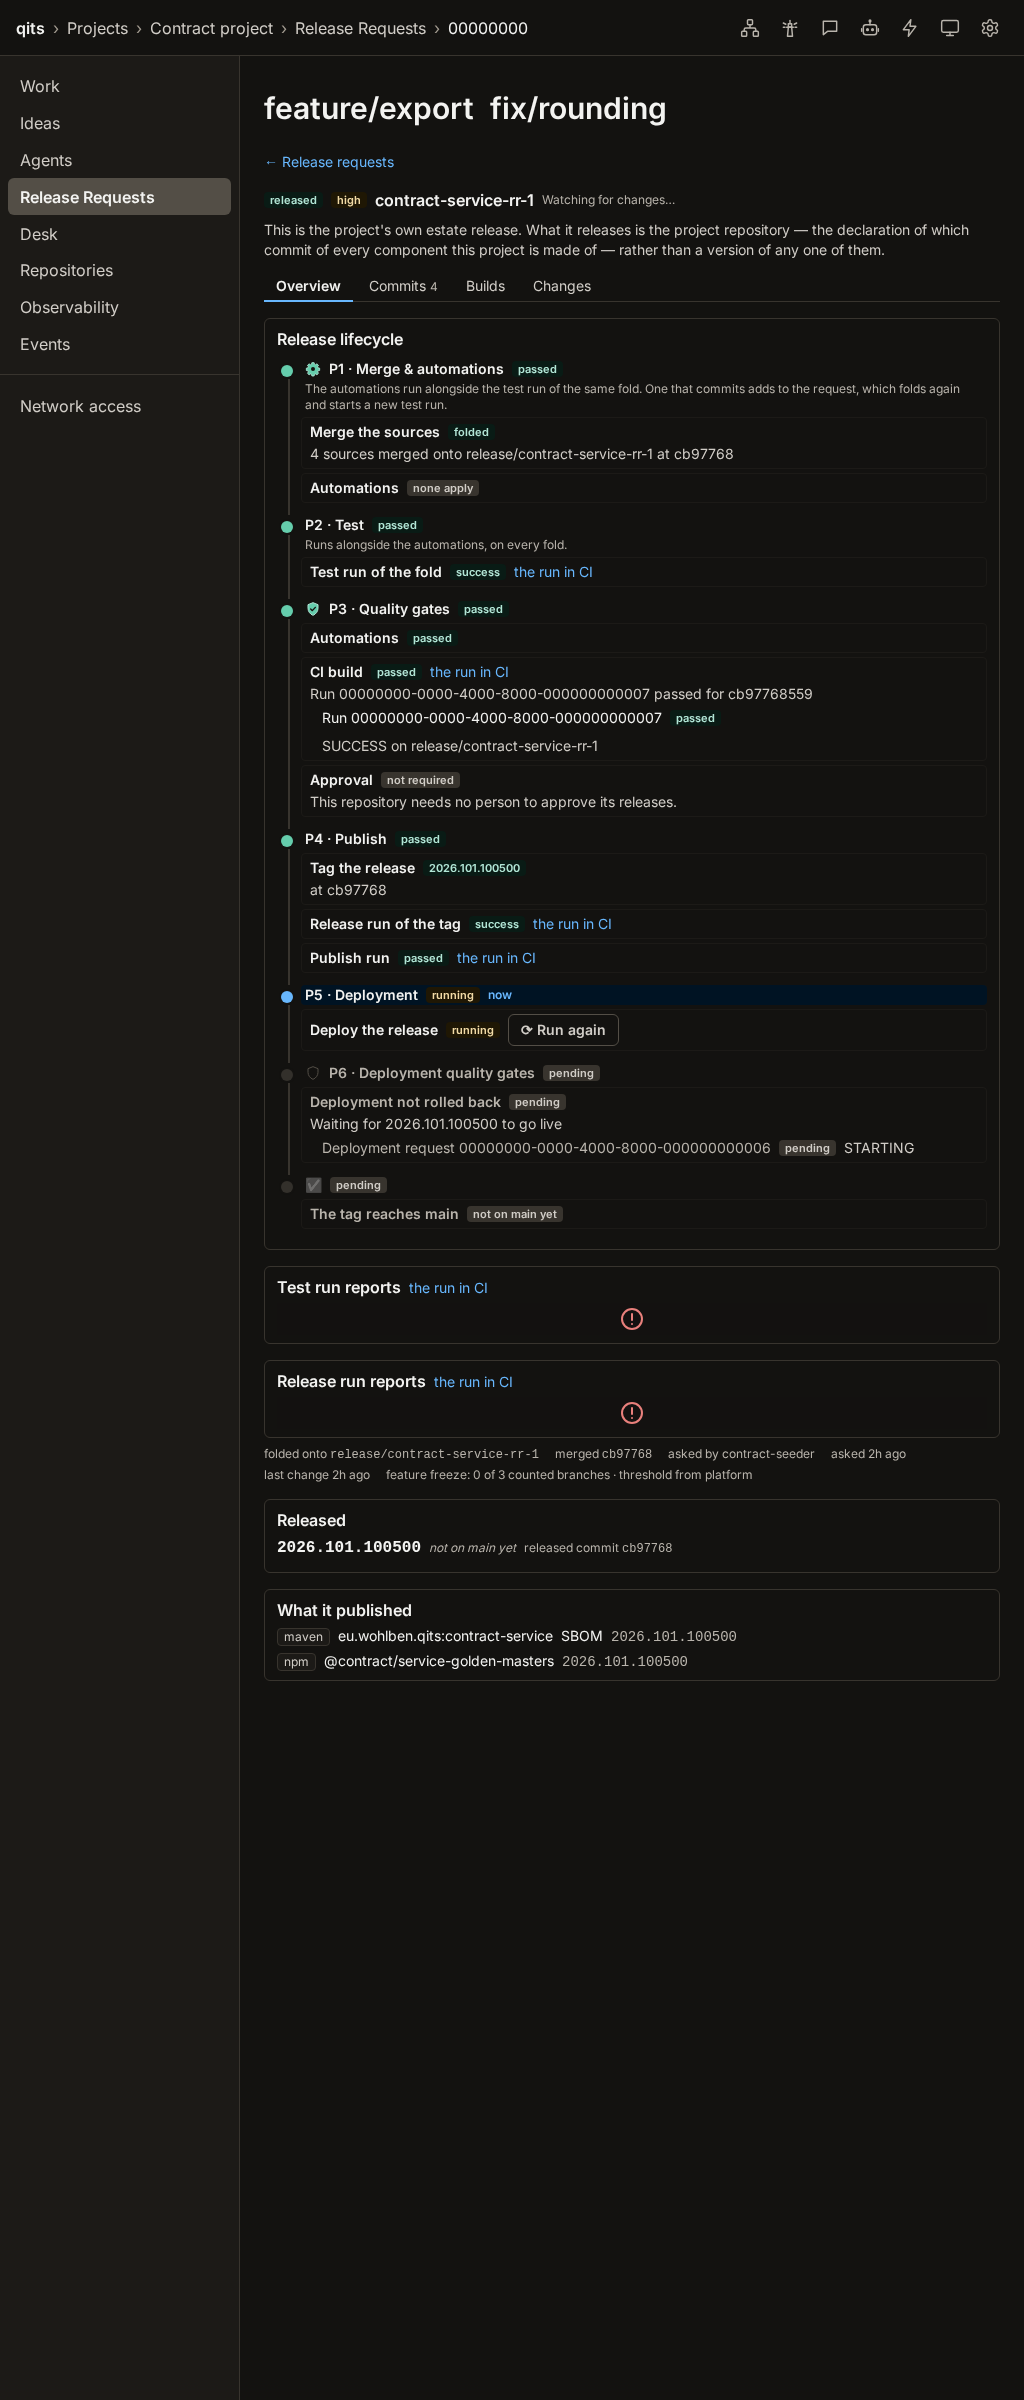 qits › Projects › Contract project › Release Requests › 00000000
Work
Ideas
Agents
Release Requests
Desk
Repositories
Observability
Events
Network access
feature/export fix/rounding
← Release requests
released high contract-service-rr-1 Watching for changes…
This is the project's own estate release. What it releases is the project repository — the declaration of which
commit of every component this project is made of — rather than a version of any one of them.
Overview Commits 4 Builds Changes
Release lifecycle
P1 · Merge & automations passed
The automations run alongside the test run of the same fold. One that commits adds to the request, which folds again
and starts a new test run.
Merge the sources folded
4 sources merged onto release/contract-service-rr-1 at cb97768
Automations none apply
P2 · Test passed
Runs alongside the automations, on every fold.
Test run of the fold success the run in CI
P3 · Quality gates passed
Automations passed
CI build passed the run in CI
Run 00000000-0000-4000-8000-000000000007 passed for cb97768559
Run 00000000-0000-4000-8000-000000000007 passed
SUCCESS on release/contract-service-rr-1
Approval not required
This repository needs no person to approve its releases.
P4 · Publish passed
Tag the release 2026.101.100500
at cb97768
Release run of the tag success the run in CI
Publish run passed the run in CI
P5 · Deployment running now
Deploy the release running ⟳ Run again
P6 · Deployment quality gates pending
Deployment not rolled back pending
Waiting for 2026.101.100500 to go live
Deployment request 00000000-0000-4000-8000-000000000006 pending STARTING
pending
The tag reaches main not on main yet
Test run reports the run in CI
Release run reports the run in CI
folded onto release/contract-service-rr-1 merged cb97768 asked by contract-seeder asked 2h ago
last change 2h ago feature freeze: 0 of 3 counted branches · threshold from platform
Released
2026.101.100500 not on main yet released commit cb97768
What it published
maven eu.wohlben.qits:contract-service SBOM 2026.101.100500
npm @contract/service-golden-masters 2026.101.100500